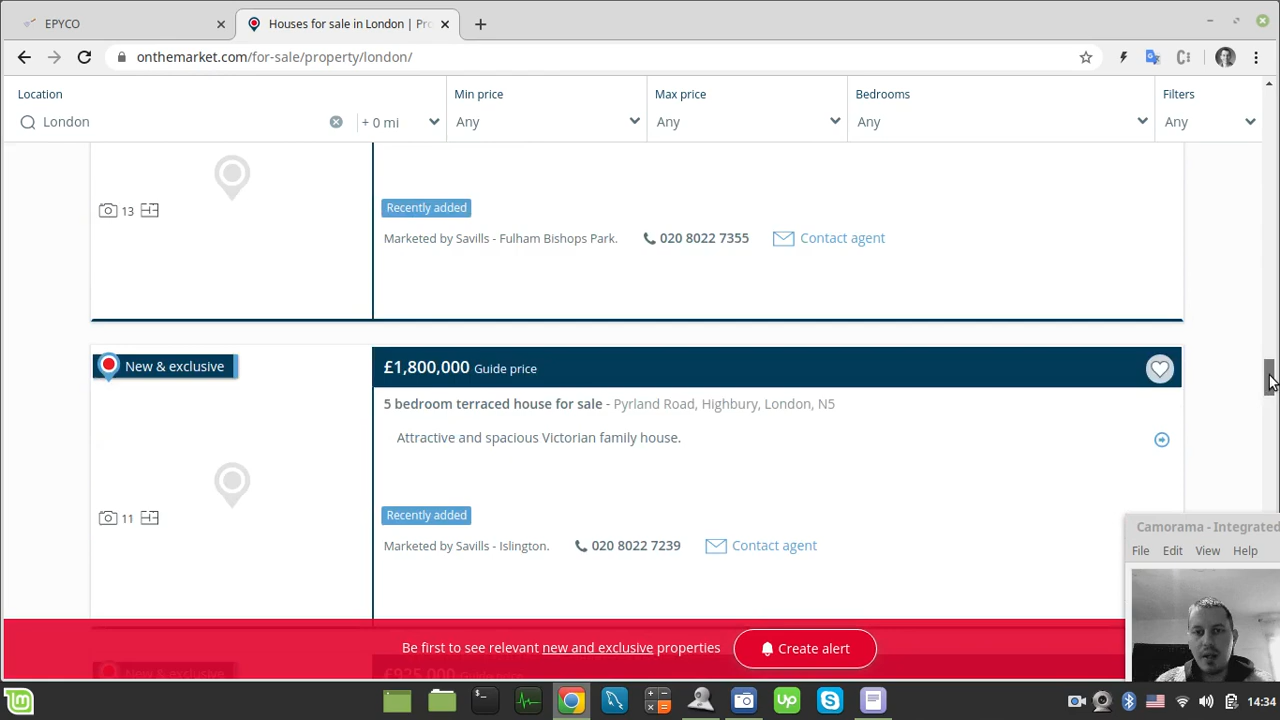 EPYCO
Houses for sale in London | Pr
onthemarket.com/for-sale/property/london/
Location
Min price
Max price
Bedrooms
Filters
London
+ 0 mi
Any
Any
Any
Any
13
Recently added
Marketed by Savills - Fulham Bishops Park.
020 8022 7355
Contact agent
New & exclusive
£1,800,000 Guide price
5 bedroom terraced house for sale - Pyrland Road, Highbury, London, N5
Attractive and spacious Victorian family house.
11
Recently added
Marketed by Savills - Islington.
020 8022 7239
Contact agent
Camorama - Integrated
File Edit View Help
Be first to see relevant new and exclusive properties
Create alert
New & exclusive
£925,000
14:34